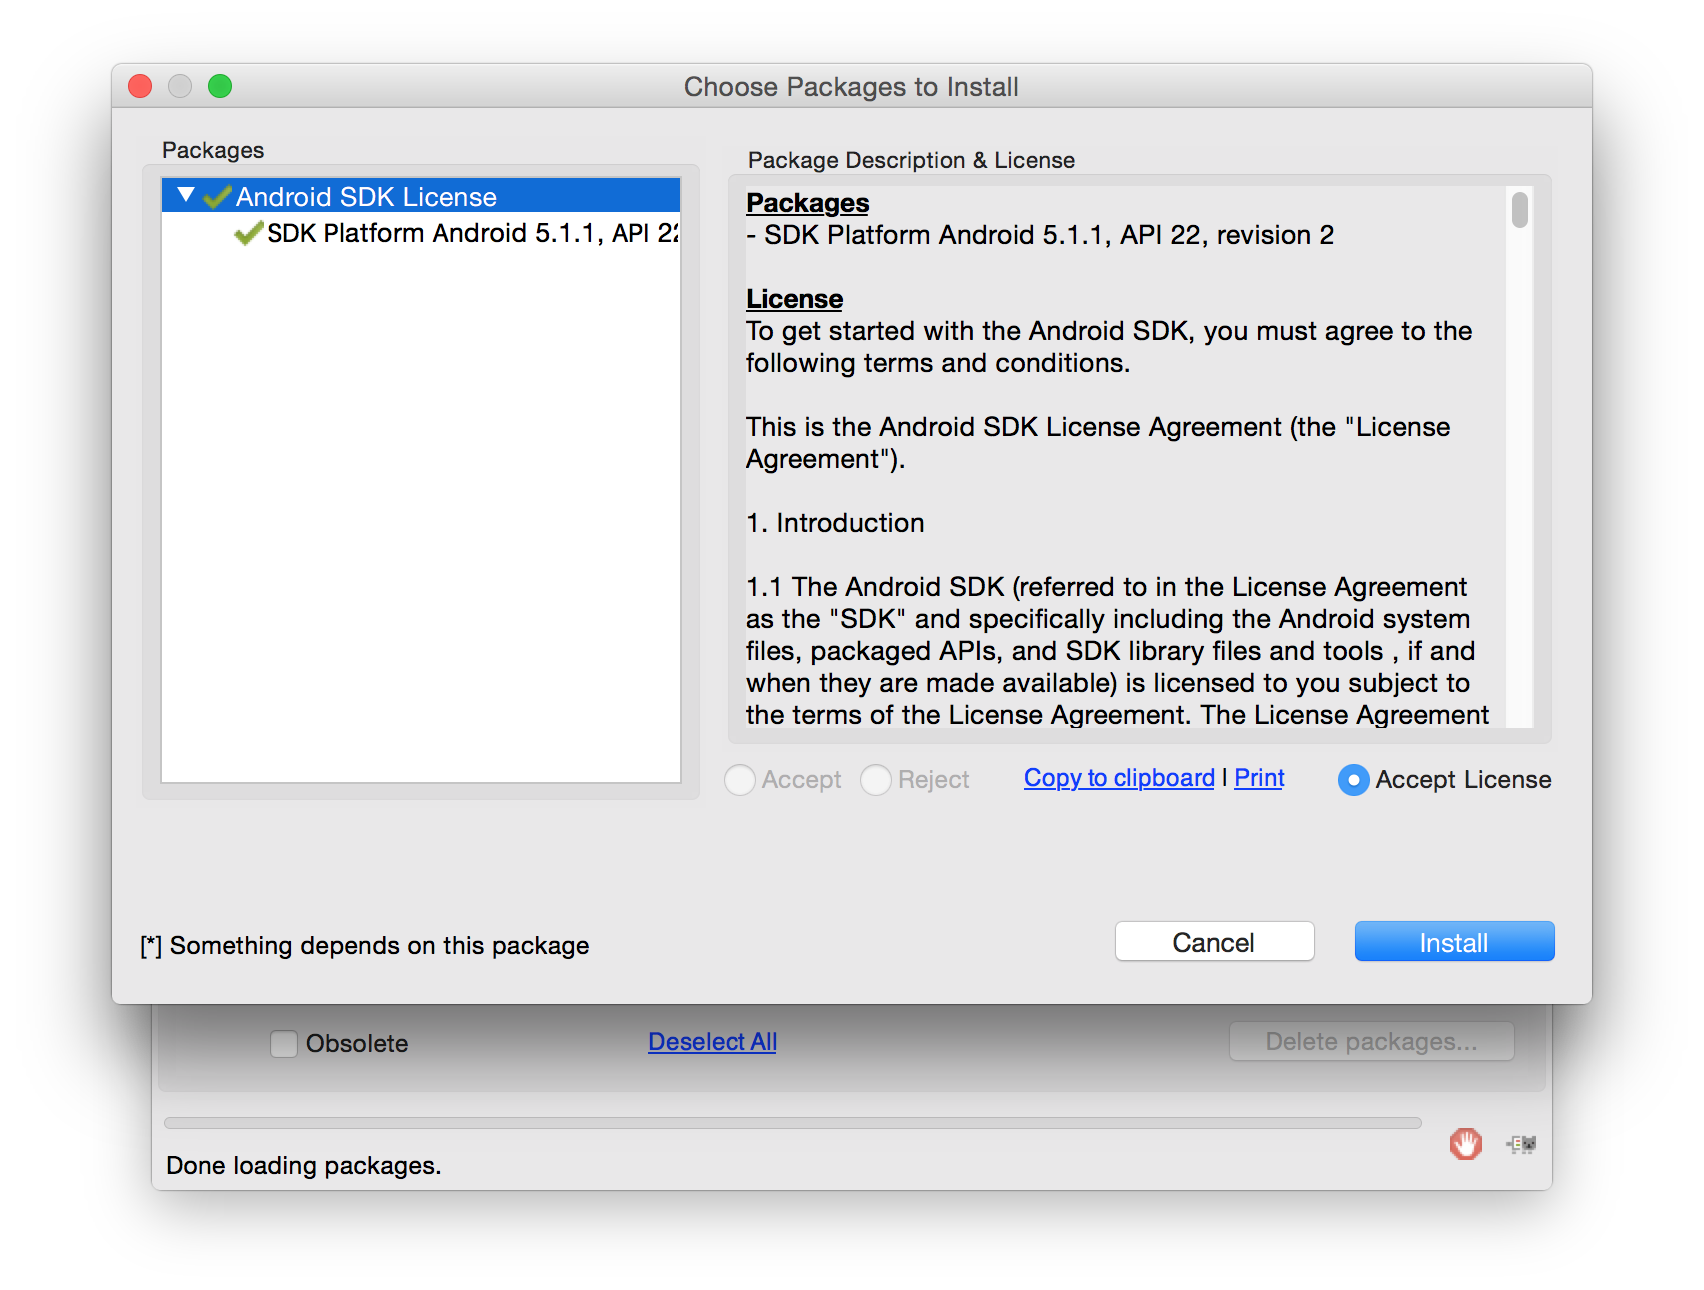 Choose Packages to Install
Packages
Android SDK License
SDK Platform Android 5.1.1, API 22
Package Description & License
Packages
- SDK Platform Android 5.1.1, API 22, revision 2
License
To get started with the Android SDK, you must agree to the
following terms and conditions.
This is the Android SDK License Agreement (the "License
Agreement").
1. Introduction
1.1 The Android SDK (referred to in the License Agreement
as the "SDK" and specifically including the Android system
files, packaged APIs, and SDK library files and tools , if and
when they are made available) is licensed to you subject to
the terms of the License Agreement. The License Agreement
Accept Reject Copy to clipboard | Print Accept License
[*] Something depends on this package
Cancel Install
Obsolete Deselect All Delete packages...
Done loading packages.